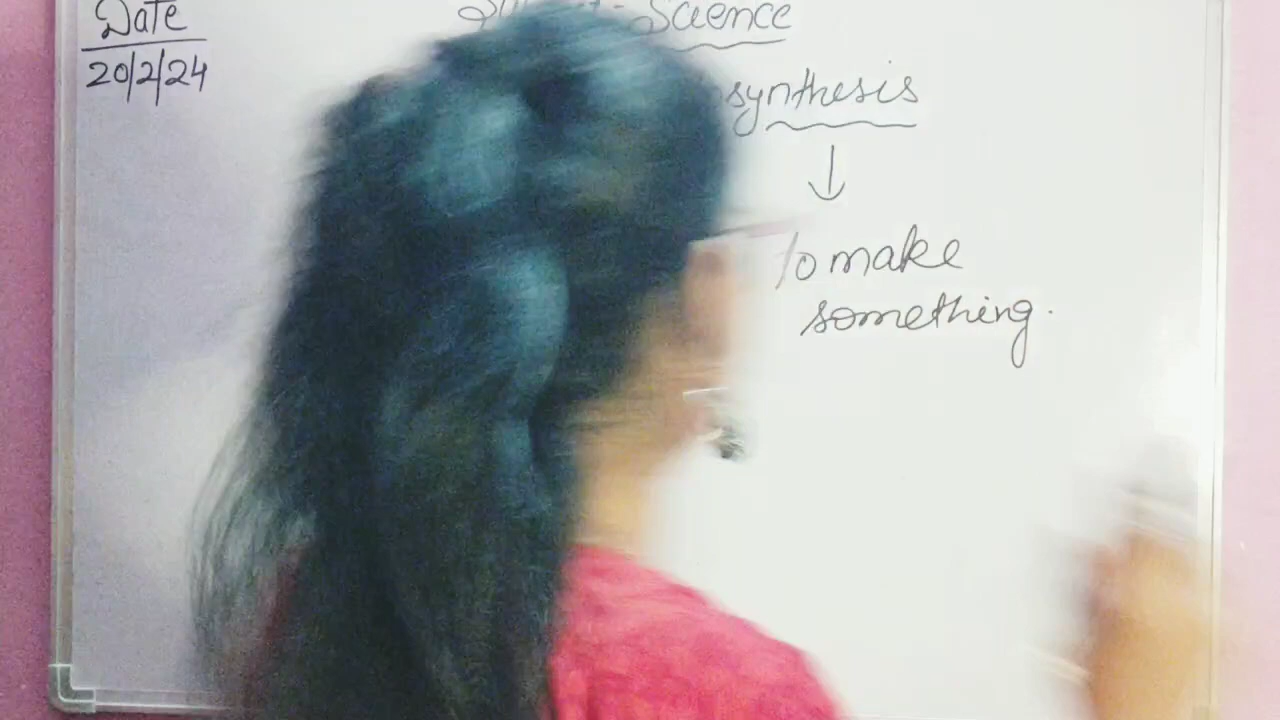 Date
20/2/24
Science
synthesis
↓
to make
something.